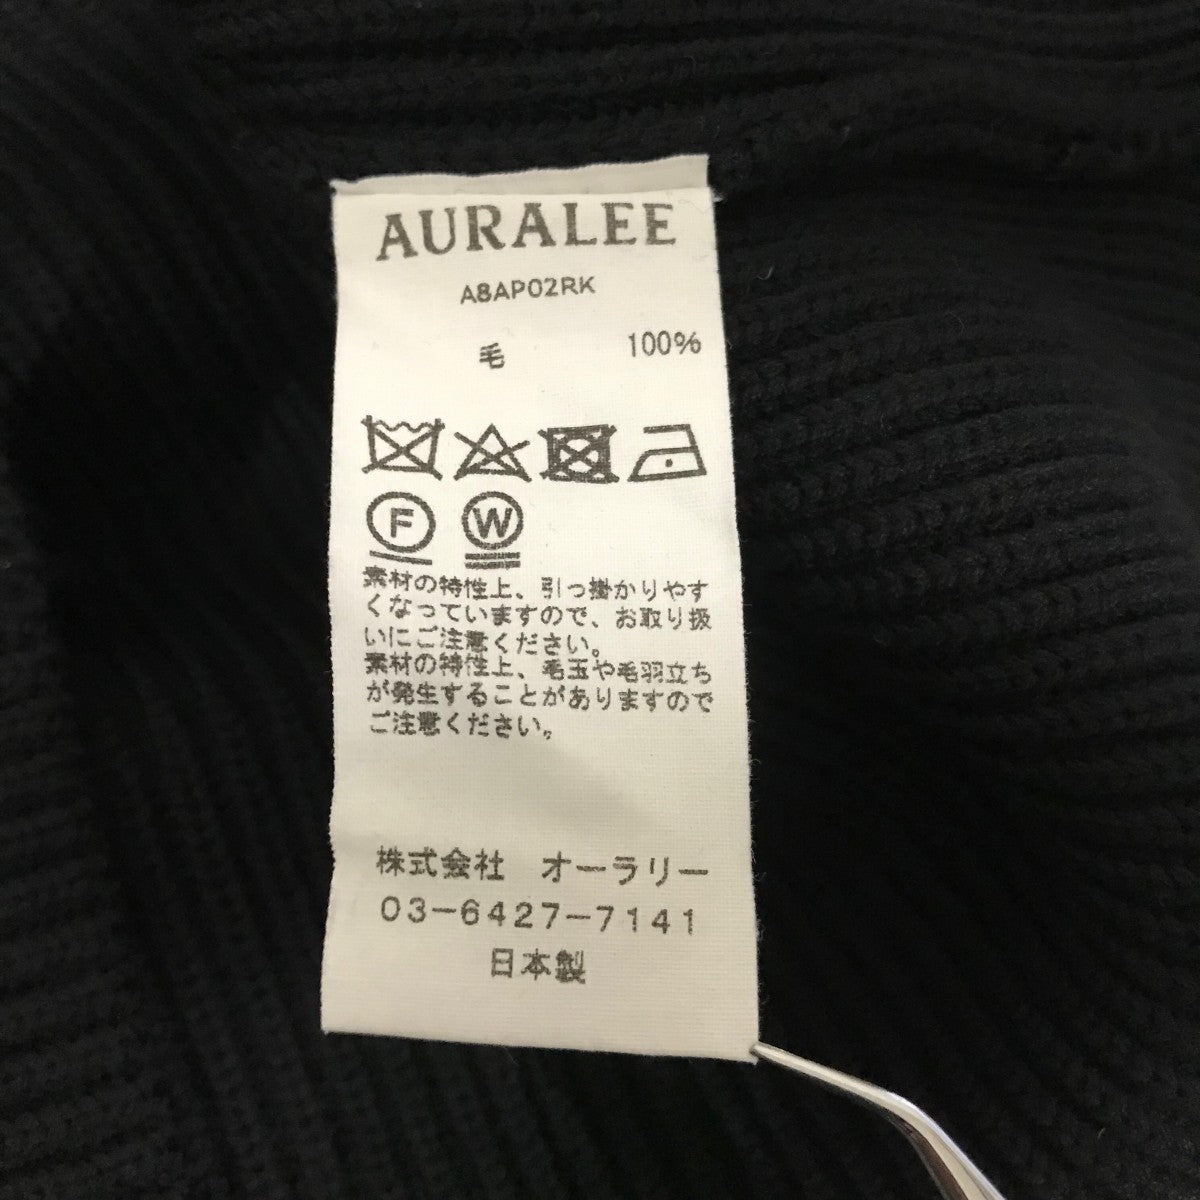 AURALEE
A8AP02RK
毛 100%
F W
素材の特性上、引っ掛かりやす
くなっていますので、お取り扱
いにご注意ください。
素材の特性上、毛玉や毛羽立ち
が発生することがありますので
ご注意ください。
株式会社 オーラリー
03-6427-7141
日本製